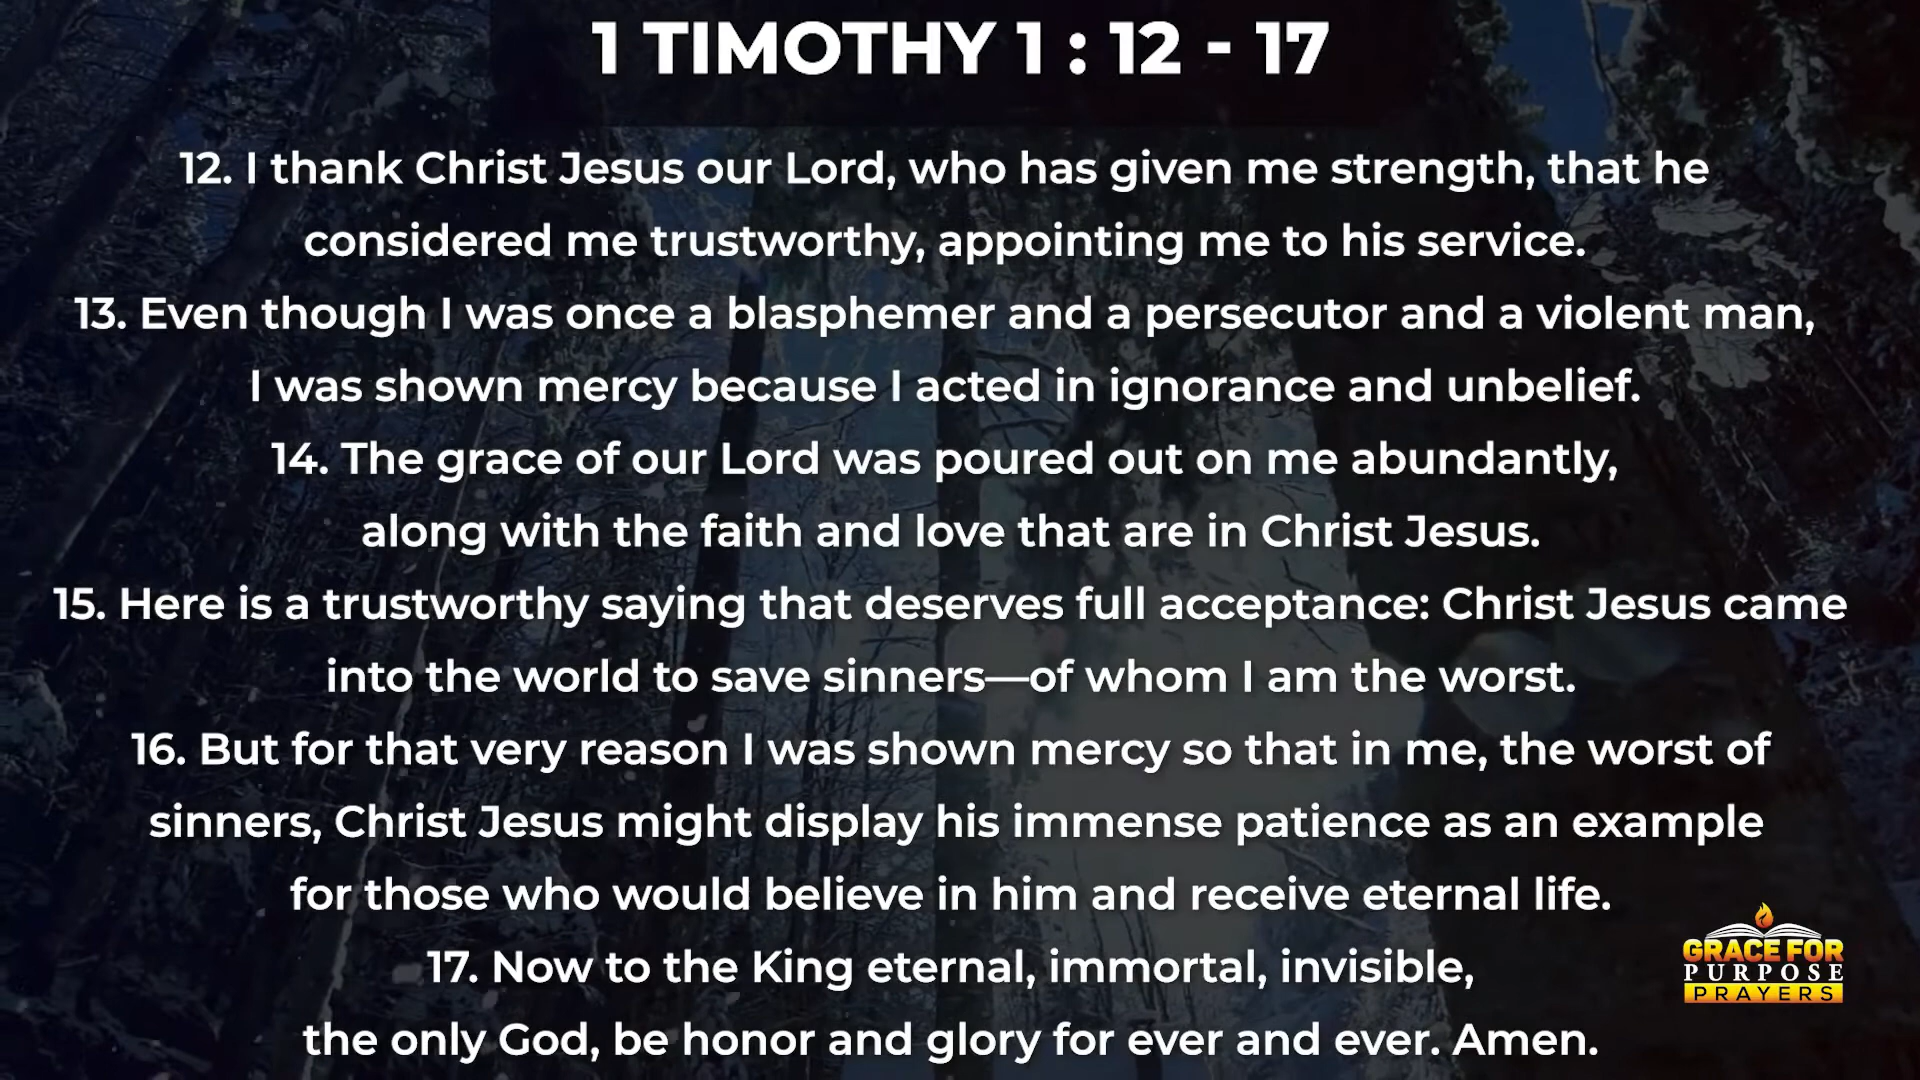 1 TIMOTHY 1 : 12 - 17
12. I thank Christ Jesus our Lord, who has given me strength, that he
considered me trustworthy, appointing me to his service.
13. Even though I was once a blasphemer and a persecutor and a violent man,
I was shown mercy because I acted in ignorance and unbelief.
14. The grace of our Lord was poured out on me abundantly,
along with the faith and love that are in Christ Jesus.
15. Here is a trustworthy saying that deserves full acceptance: Christ Jesus came
into the world to save sinners—of whom I am the worst.
16. But for that very reason I was shown mercy so that in me, the worst of
sinners, Christ Jesus might display his immense patience as an example
for those who would believe in him and receive eternal life.
17. Now to the King eternal, immortal, invisible,
the only God, be honor and glory for ever and ever. Amen.
GRACE FOR
PURPOSE
PRAYERS